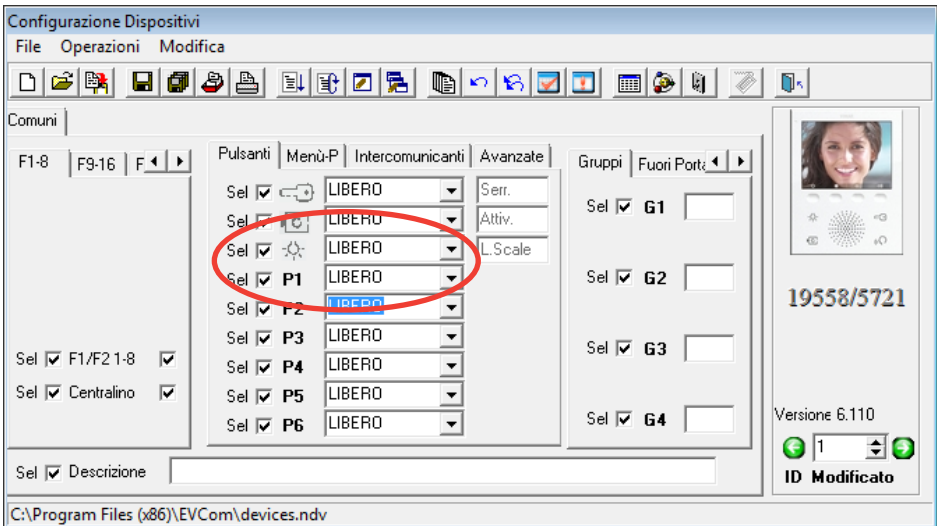 Configurazione Dispositivi
File Operazioni Modifica
Comuni
F1-8 F9-16 F
Pulsanti Menù-P Intercomunicanti Avanzate
Gruppi Fuori Porta
Sel LIBERO Serr.
Sel LIBERO Attiv.
Sel LIBERO L.Scale
Sel P1 LIBERO
Sel P2 LIBERO
Sel P3 LIBERO
Sel P4 LIBERO
Sel P5 LIBERO
Sel P6 LIBERO
Sel F1/F2 1-8
Sel Centralino
Sel G1
Sel G2
Sel G3
Sel G4
19558/5721
Versione 6.110
1
ID Modificato
Sel Descrizione
C:\Program Files (x86)\EVCom\devices.ndv